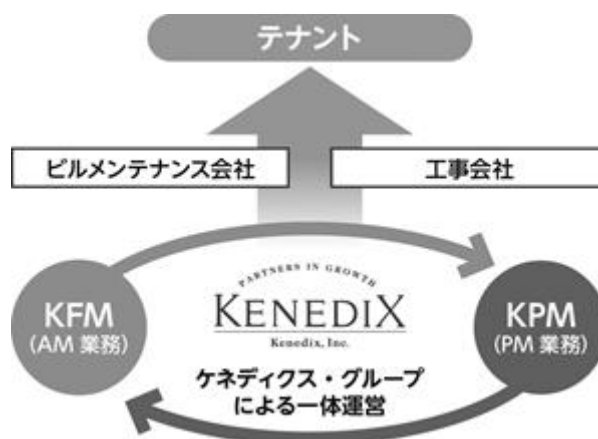 テナント
ビルメンテナンス会社
工事会社
PARTNERS IN GROWTH
KENEDIX
Kenedix, Inc.
KFM
(AM 業務)
KPM
(PM 業務)
ケネディクス・グループ
による一体運営